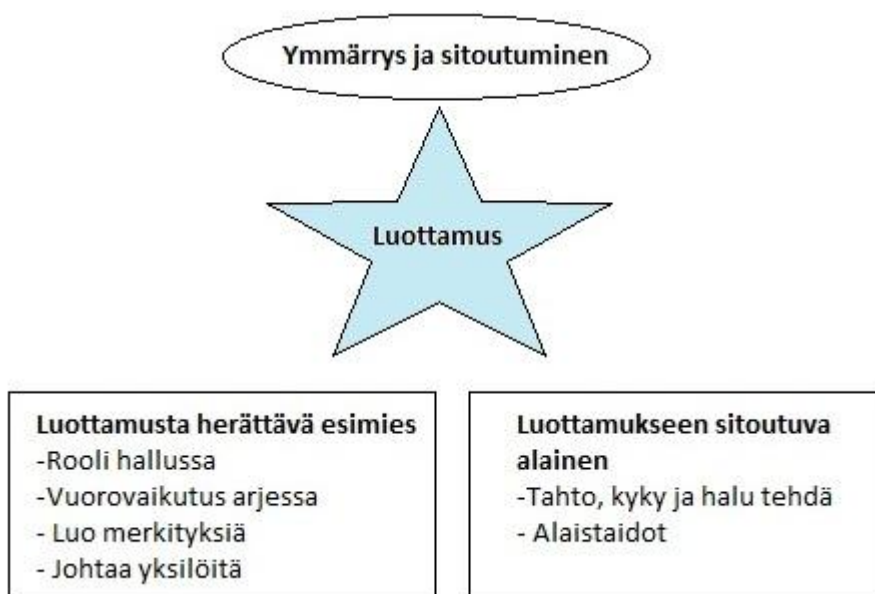 Ymmärrys ja sitoutuminen
Luottamus
Luottamusta herättävä esimies
-Rooli hallussa
-Vuorovaikutus arjessa
- Luo merkityksiä
- Johtaa yksilöitä
Luottamukseen sitoutuva
alainen
-Tahto, kyky ja halu tehdä
- Alaistaidot